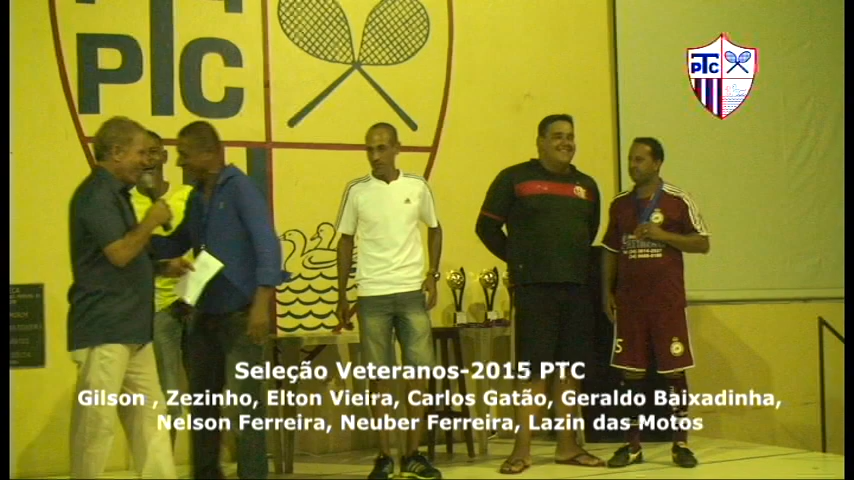 PTC
PTC
Seleção Veteranos-2015 PTC
Gilson , Zezinho, Elton Vieira, Carlos Gatão, Geraldo Baixadinha,
Nelson Ferreira, Neuber Ferreira, Lazin das Motos